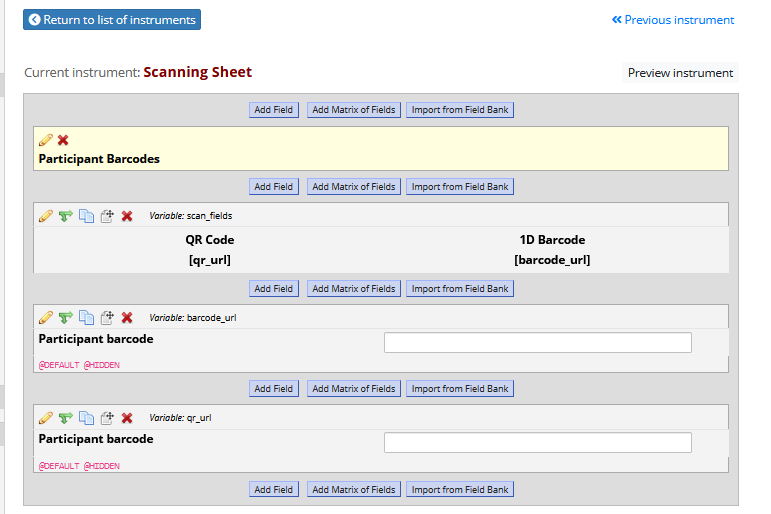 Return to list of instruments
Previous instrument
Current instrument: Scanning Sheet
Preview instrument
Add Field Add Matrix of Fields Import from Field Bank
Participant Barcodes
Add Field Add Matrix of Fields Import from Field Bank
Variable: scan_fields
QR Code 1D Barcode
[qr_url] [barcode_url]
Add Field Add Matrix of Fields Import from Field Bank
Variable: barcode_url
Participant barcode
@DEFAULT @HIDDEN
Add Field Add Matrix of Fields Import from Field Bank
Variable: qr_url
Participant barcode
@DEFAULT @HIDDEN
Add Field Add Matrix of Fields Import from Field Bank